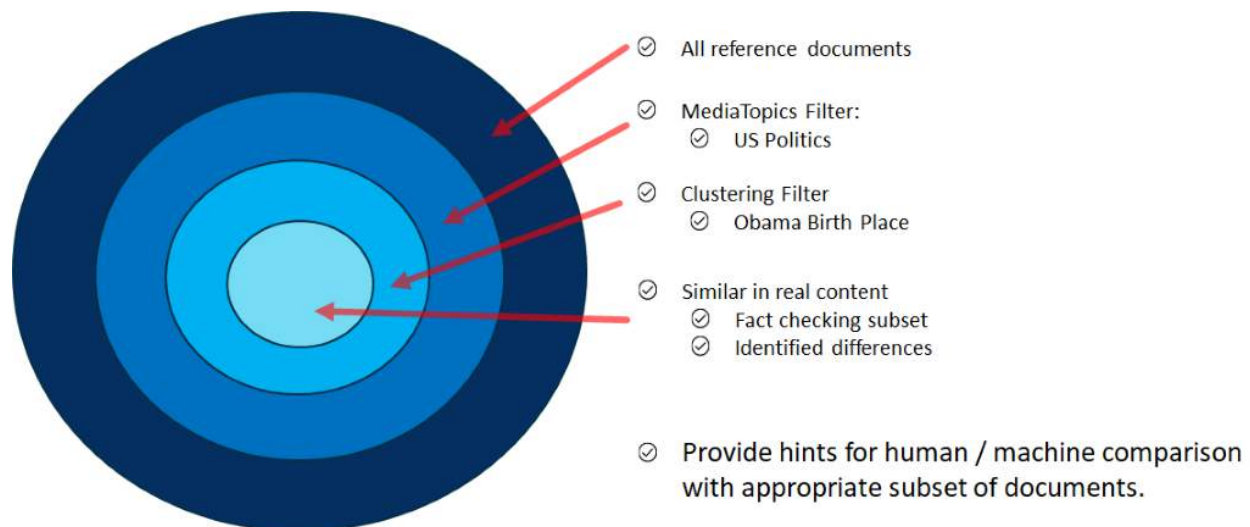 All reference documents
MediaTopics Filter:
US Politics
Clustering Filter
Obama Birth Place
Similar in real content
Fact checking subset
Identified differences
Provide hints for human / machine comparison
with appropriate subset of documents.